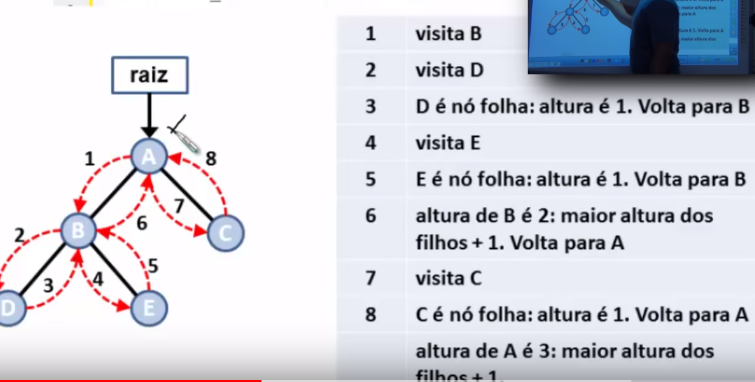 raiz
A
B
C
D
E
1
2
3
4
5
6
7
8
1 visita B
2 visita D
3 D é nó folha: altura é 1. Volta para B
4 visita E
5 E é nó folha: altura é 1. Volta para B
6 altura de B é 2: maior altura dos
filhos + 1. Volta para A
7 visita C
8 C é nó folha: altura é 1. Volta para A
altura de A é 3: maior altura dos
filhos + 1.